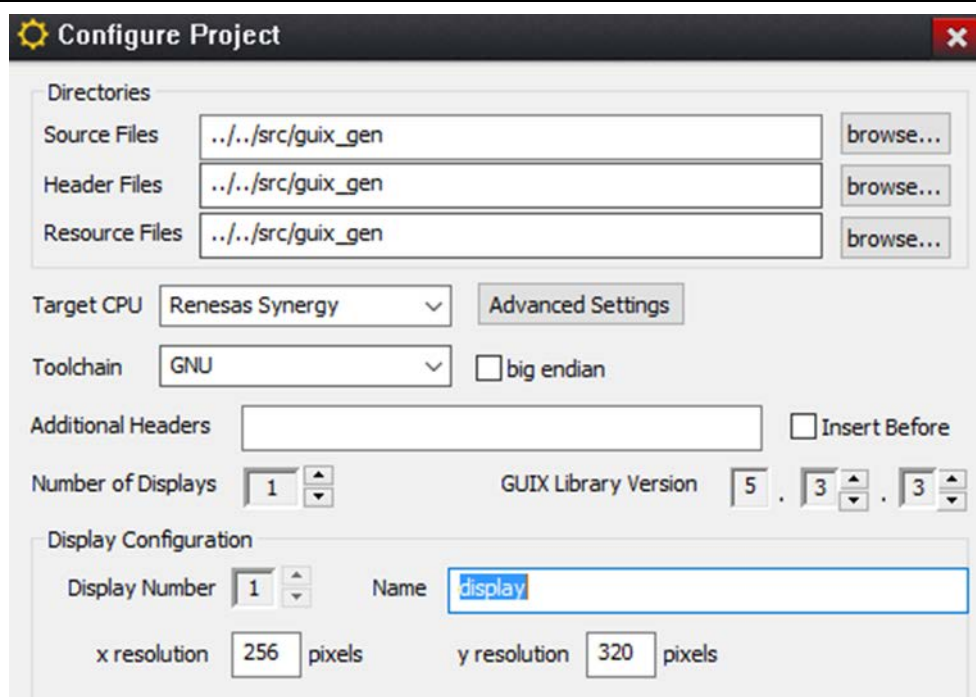 Configure Project
Directories
Source Files ../../src/guix_gen browse...
Header Files ../../src/guix_gen browse...
Resource Files ../../src/guix_gen browse...
Target CPU Renesas Synergy Advanced Settings
Toolchain GNU big endian
Additional Headers Insert Before
Number of Displays 1 GUIX Library Version 5 . 3 . 3
Display Configuration
Display Number 1 Name display
x resolution 256 pixels y resolution 320 pixels